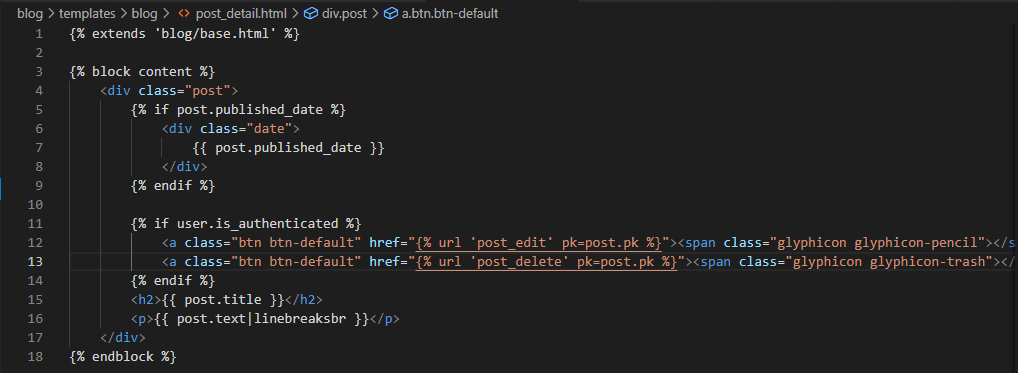 blog > templates > blog > <> post_detail.html > div.post > a.btn.btn-default
1 {% extends 'blog/base.html' %}
2
3 {% block content %}
4     <div class="post">
5         {% if post.published_date %}
6             <div class="date">
7                 {{ post.published_date }}
8             </div>
9         {% endif %}
10
11         {% if user.is_authenticated %}
12             <a class="btn btn-default" href="{% url 'post_edit' pk=post.pk %}"><span class="glyphicon glyphicon-pencil"></s
13             <a class="btn btn-default" href="{% url 'post_delete' pk=post.pk %}"><span class="glyphicon glyphicon-trash"></
14         {% endif %}
15         <h2>{{ post.title }}</h2>
16         <p>{{ post.text|linebreaksbr }}</p>
17     </div>
18 {% endblock %}